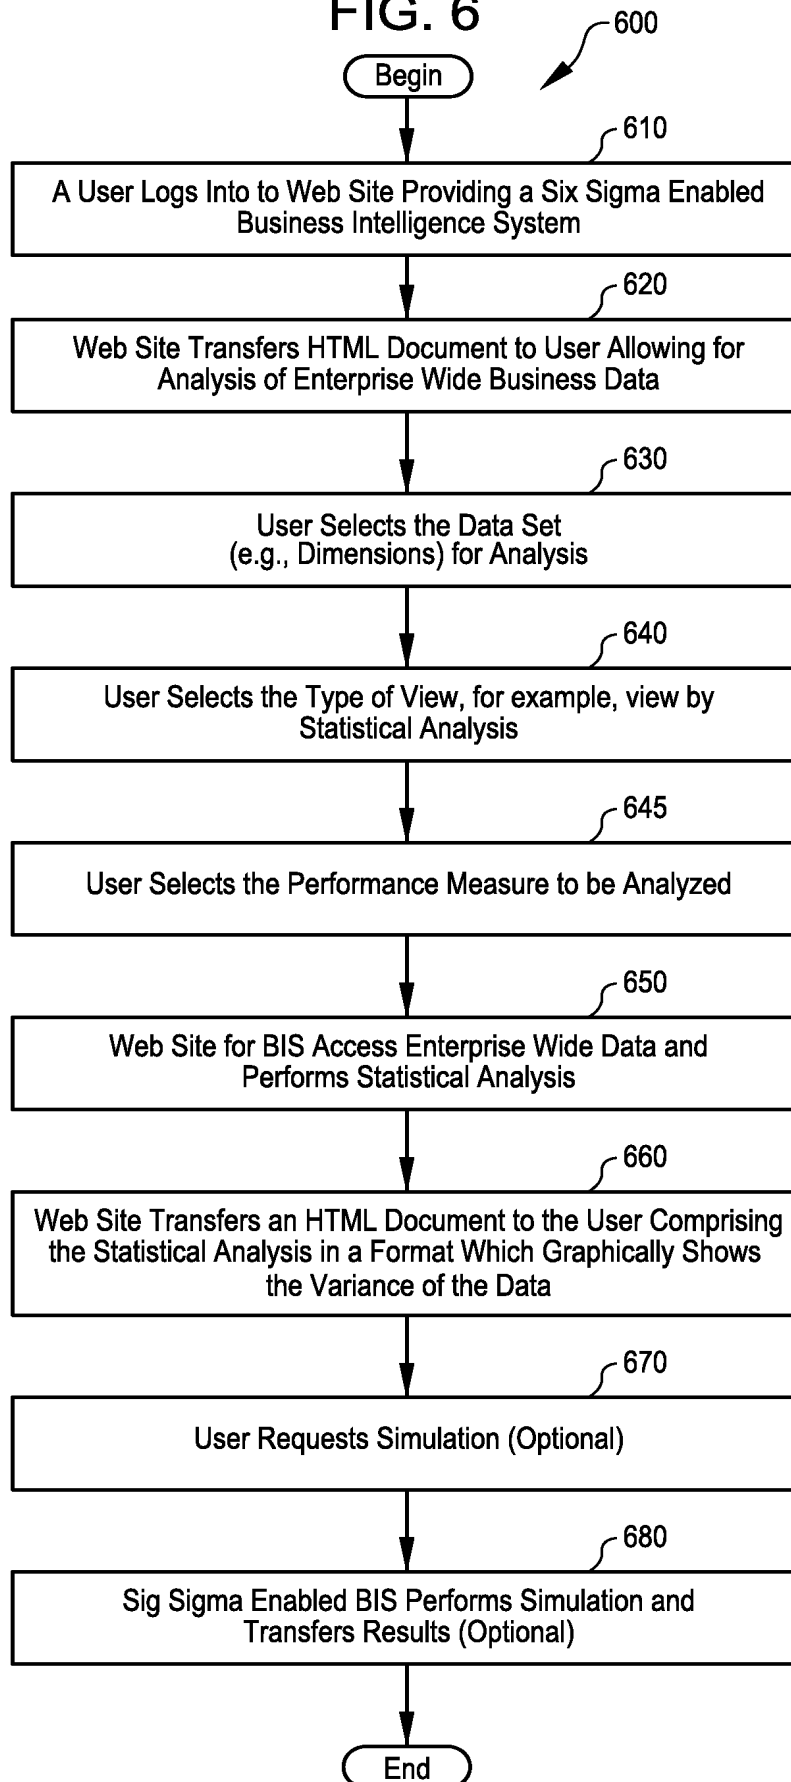 FIG. 6
600
Begin
610
A User Logs Into to Web Site Providing a Six Sigma Enabled
Business Intelligence System
620
Web Site Transfers HTML Document to User Allowing for
Analysis of Enterprise Wide Business Data
630
User Selects the Data Set
(e.g., Dimensions) for Analysis
640
User Selects the Type of View, for example, view by
Statistical Analysis
645
User Selects the Performance Measure to be Analyzed
650
Web Site for BIS Access Enterprise Wide Data and
Performs Statistical Analysis
660
Web Site Transfers an HTML Document to the User Comprising
the Statistical Analysis in a Format Which Graphically Shows
the Variance of the Data
670
User Requests Simulation (Optional)
680
Sig Sigma Enabled BIS Performs Simulation and
Transfers Results (Optional)
End